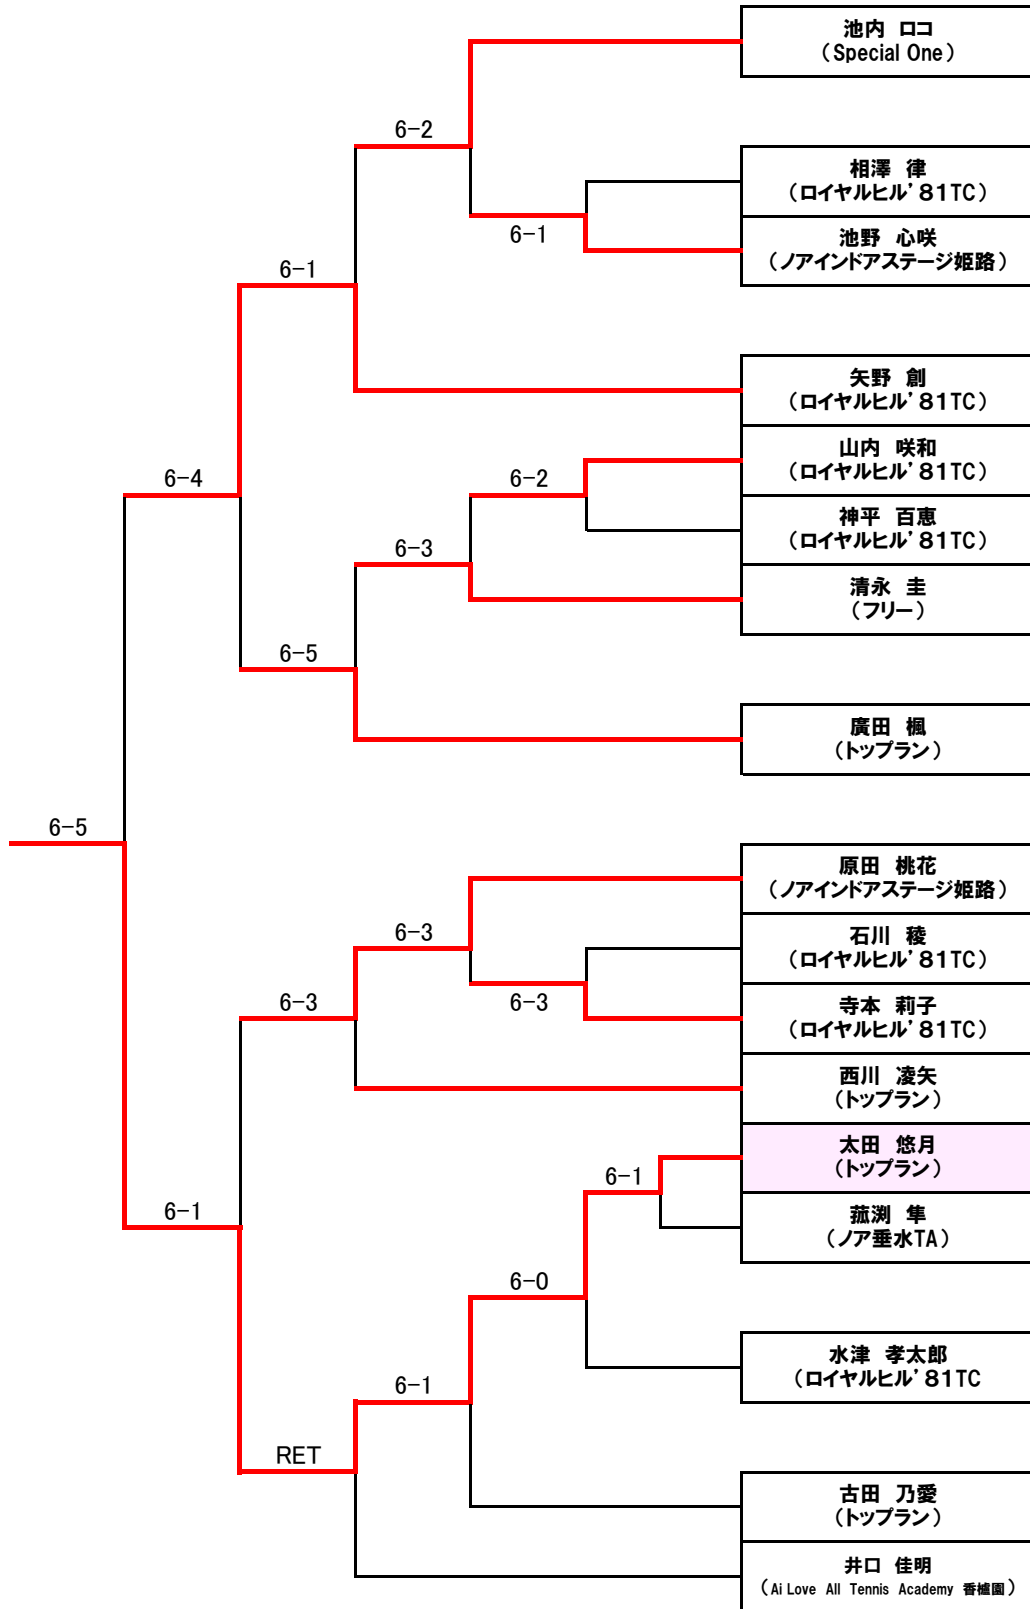 池内 ロコ
（Special One）
6-2
相澤 律
（ロイヤルヒル’81TC）
6-1
池野 心咲
（ノアインドアステージ姫路）
6-1
矢野 創
（ロイヤルヒル’81TC）
山内 咲和
（ロイヤルヒル’81TC）
6-4
6-2
神平 百恵
（ロイヤルヒル’81TC）
6-3
清永 圭
（フリー）
6-5
廣田 楓
（トップラン）
6-5
原田 桃花
（ノアインドアステージ姫路）
6-3
石川 稜
（ロイヤルヒル’81TC）
6-3
6-3
寺本 莉子
（ロイヤルヒル’81TC）
西川 凌矢
（トップラン）
太田 悠月
（トップラン）
6-1
6-1
菰渕 隼
（ノア垂水TA）
6-0
水津 孝太郎
（ロイヤルヒル’81TC
6-1
RET
古田 乃愛
（トップラン）
井口 佳明
（Ai Love All Tennis Academy 香櫨園）